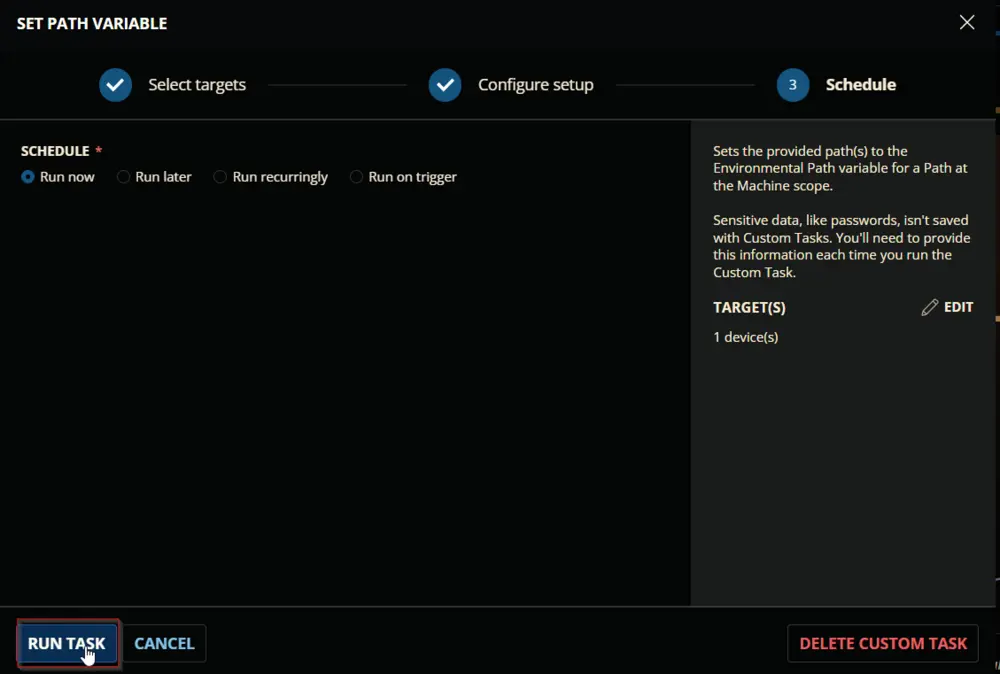 SET PATH VARIABLE
Select targets
Configure setup
3
Schedule
SCHEDULE *
Run now
Run later
Run recurringly
Run on trigger
Sets the provided path(s) to the
Environmental Path variable for a Path at
the Machine scope.
Sensitive data, like passwords, isn't saved
with Custom Tasks. You'll need to provide
this information each time you run the
Custom Task.
TARGET(S)
EDIT
1 device(s)
RUN TASK
CANCEL
DELETE CUSTOM TASK